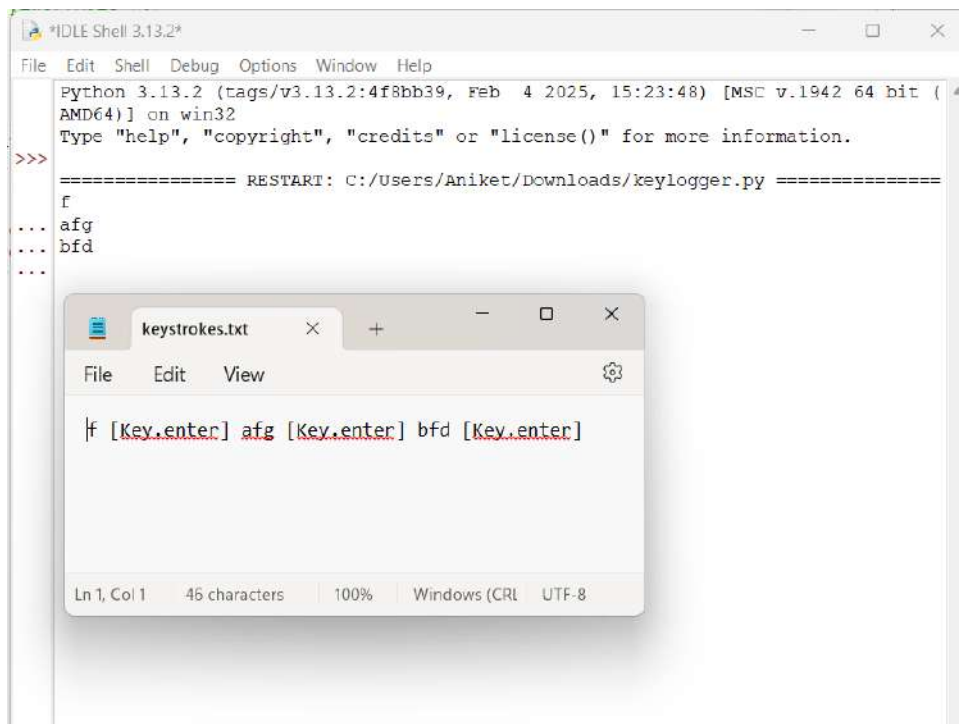 *IDLE Shell 3.13.2*
File Edit Shell Debug Options Window Help
Python 3.13.2 (tags/v3.13.2:4f8bb39, Feb  4 2025, 15:23:48) [MSC v.1942 64 bit (
AMD64)] on win32
Type "help", "copyright", "credits" or "license()" for more information.
>>>
================ RESTART: C:/Users/Aniket/Downloads/keylogger.py ===============
f
... afg
... bfd
...
keystrokes.txt
File Edit View
f [Key.enter] afg [Key.enter] bfd [Key.enter]
Ln 1, Col 1 46 characters 100% Windows (CRL UTF-8